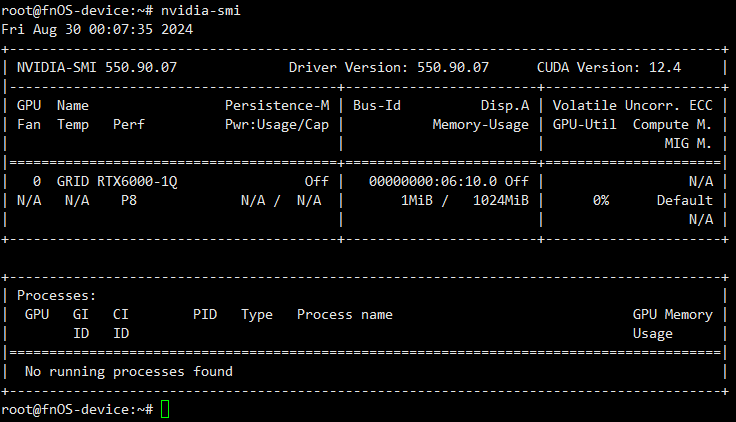 root@fnOS-device:~# nvidia-smi
Fri Aug 30 00:07:35 2024
+-----------------------------------------------------------------------------------------+
| NVIDIA-SMI 550.90.07              Driver Version: 550.90.07      CUDA Version: 12.4     |
|-----------------------------------------+------------------------+----------------------+
| GPU  Name                 Persistence-M | Bus-Id          Disp.A | Volatile Uncorr. ECC |
| Fan  Temp   Perf          Pwr:Usage/Cap |           Memory-Usage | GPU-Util  Compute M. |
|                                         |                        |               MIG M. |
|=========================================+========================+======================|
|   0  GRID RTX6000-1Q                Off |   00000000:06:10.0 Off |                  N/A |
| N/A   N/A    P8             N/A /  N/A  |       1MiB /   1024MiB |      0%      Default |
|                                         |                        |                  N/A |
+-----------------------------------------+------------------------+----------------------+
+-----------------------------------------------------------------------------------------+
| Processes:                                                                              |
|  GPU   GI   CI        PID   Type   Process name                              GPU Memory |
|        ID   ID                                                               Usage      |
|=========================================================================================|
|  No running processes found                                                             |
+-----------------------------------------------------------------------------------------+
root@fnOS-device:~#